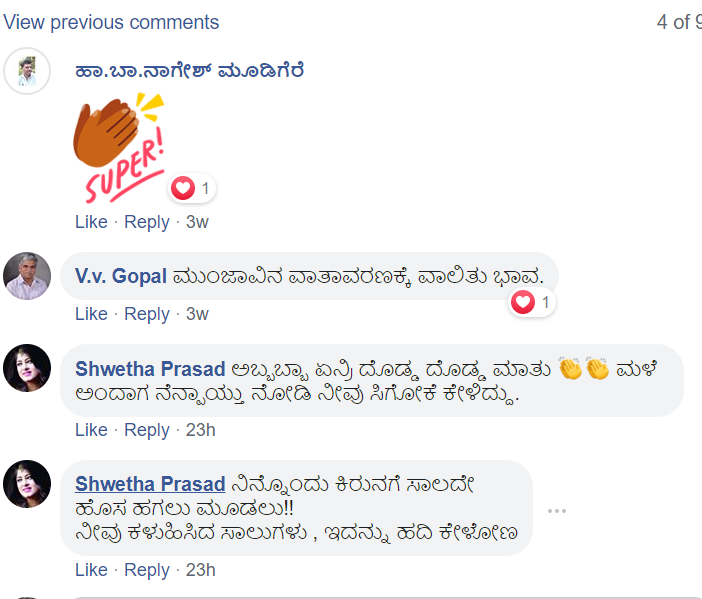 View previous comments 4 of 9
ಹಾ.ಬಾ.ನಾಗೇಶ್ ಮೂಡಿಗೆರೆ
SUPER!
1
Like · Reply · 3w
V.v. Gopal ಮುಂಜಾವಿನ ವಾತಾವರಣಕ್ಕೆ ವಾಲಿತು ಭಾವ.
1
Like · Reply · 3w
Shwetha Prasad ಅಬ್ಬಬ್ಬಾ ಏನ್ರಿ ದೊಡ್ಡ ದೊಡ್ಡ ಮಾತು 👏👏 ಮಳೆ
ಅಂದಾಗ ನೆನ್ಪಾಯ್ತು ನೋಡಿ ನೀವು ಸಿಗೋಕೆ ಕೇಳಿದ್ದು.
Like · Reply · 23h
Shwetha Prasad ನಿನ್ನೊಂದು ಕಿರುನಗೆ ಸಾಲದೇ
ಹೊಸ ಹಗಲು ಮೂಡಲು!!
ನೀವು ಕಳುಹಿಸಿದ ಸಾಲುಗಳು , ಇದನ್ನು ಹದಿ ಕೇಳೋಣ
Like · Reply · 23h